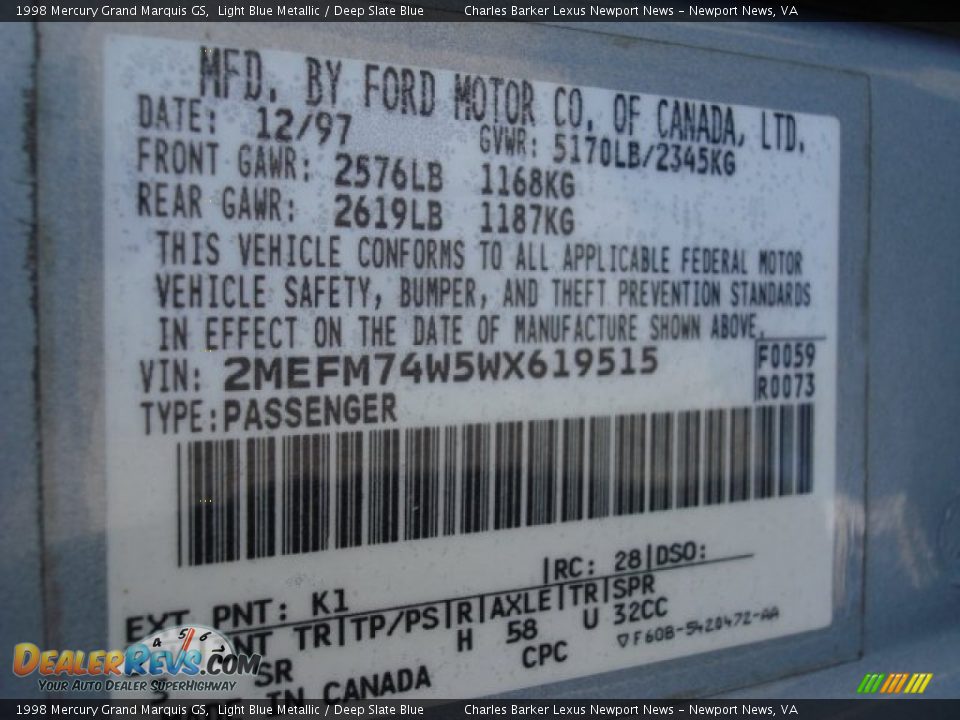 1998 Mercury Grand Marquis GS, Light Blue Metallic / Deep Slate Blue Charles Barker Lexus Newport News - Newport News, VA
MFD. BY FORD MOTOR CO. OF CANADA, LTD.
DATE: 12/97 GVWR: 5170LB/2345KG
FRONT GAWR: 2576LB 1168KG
REAR GAWR: 2619LB 1187KG
THIS VEHICLE CONFORMS TO ALL APPLICABLE FEDERAL MOTOR
VEHICLE SAFETY, BUMPER, AND THEFT PREVENTION STANDARDS
IN EFFECT ON THE DATE OF MANUFACTURE SHOWN ABOVE.
VIN: 2MEFM74W5WX619515 F0059
R0073
TYPE: PASSENGER
RC: 28 DSO:
EXT PNT: K1
NT TR|TP/PS|R|AXLE|TR|SPR
SR H 58 U 32CC
CPC ▽F60B-5420472-AA
IN CANADA
4 5 6
DealerRevs.com
Your Auto Dealer SuperHighway
1998 Mercury Grand Marquis GS, Light Blue Metallic / Deep Slate Blue Charles Barker Lexus Newport News - Newport News, VA